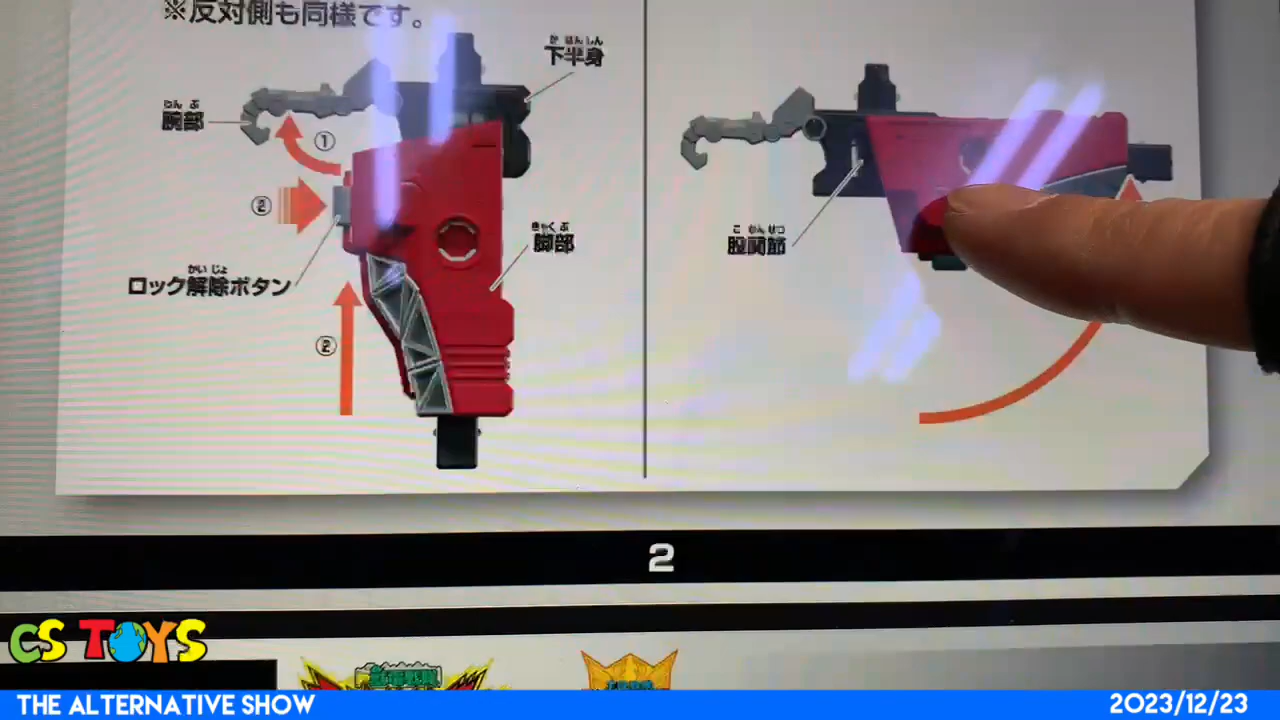 ※反対側も同様です。
かはんしん
下半身
わんぶ
腕部
①
②
きゃくぶ
脚部
こかんせつ
股関節
かいじょ
ロック解除ボタン
②
2
CS TOYS
THE ALTERNATIVE SHOW
2023/12/23